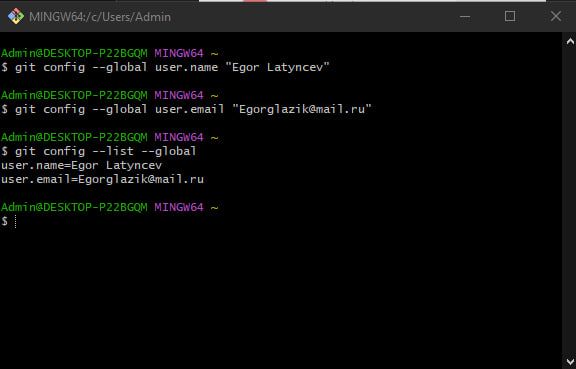 MINGW64:/c/Users/Admin
Admin@DESKTOP-P22BGQM MINGW64 ~
$ git config --global user.name "Egor Latyncev"
Admin@DESKTOP-P22BGQM MINGW64 ~
$ git config --global user.email "Egorglazik@mail.ru"
Admin@DESKTOP-P22BGQM MINGW64 ~
$ git config --list --global
user.name=Egor Latyncev
user.email=Egorglazik@mail.ru
Admin@DESKTOP-P22BGQM MINGW64 ~
$